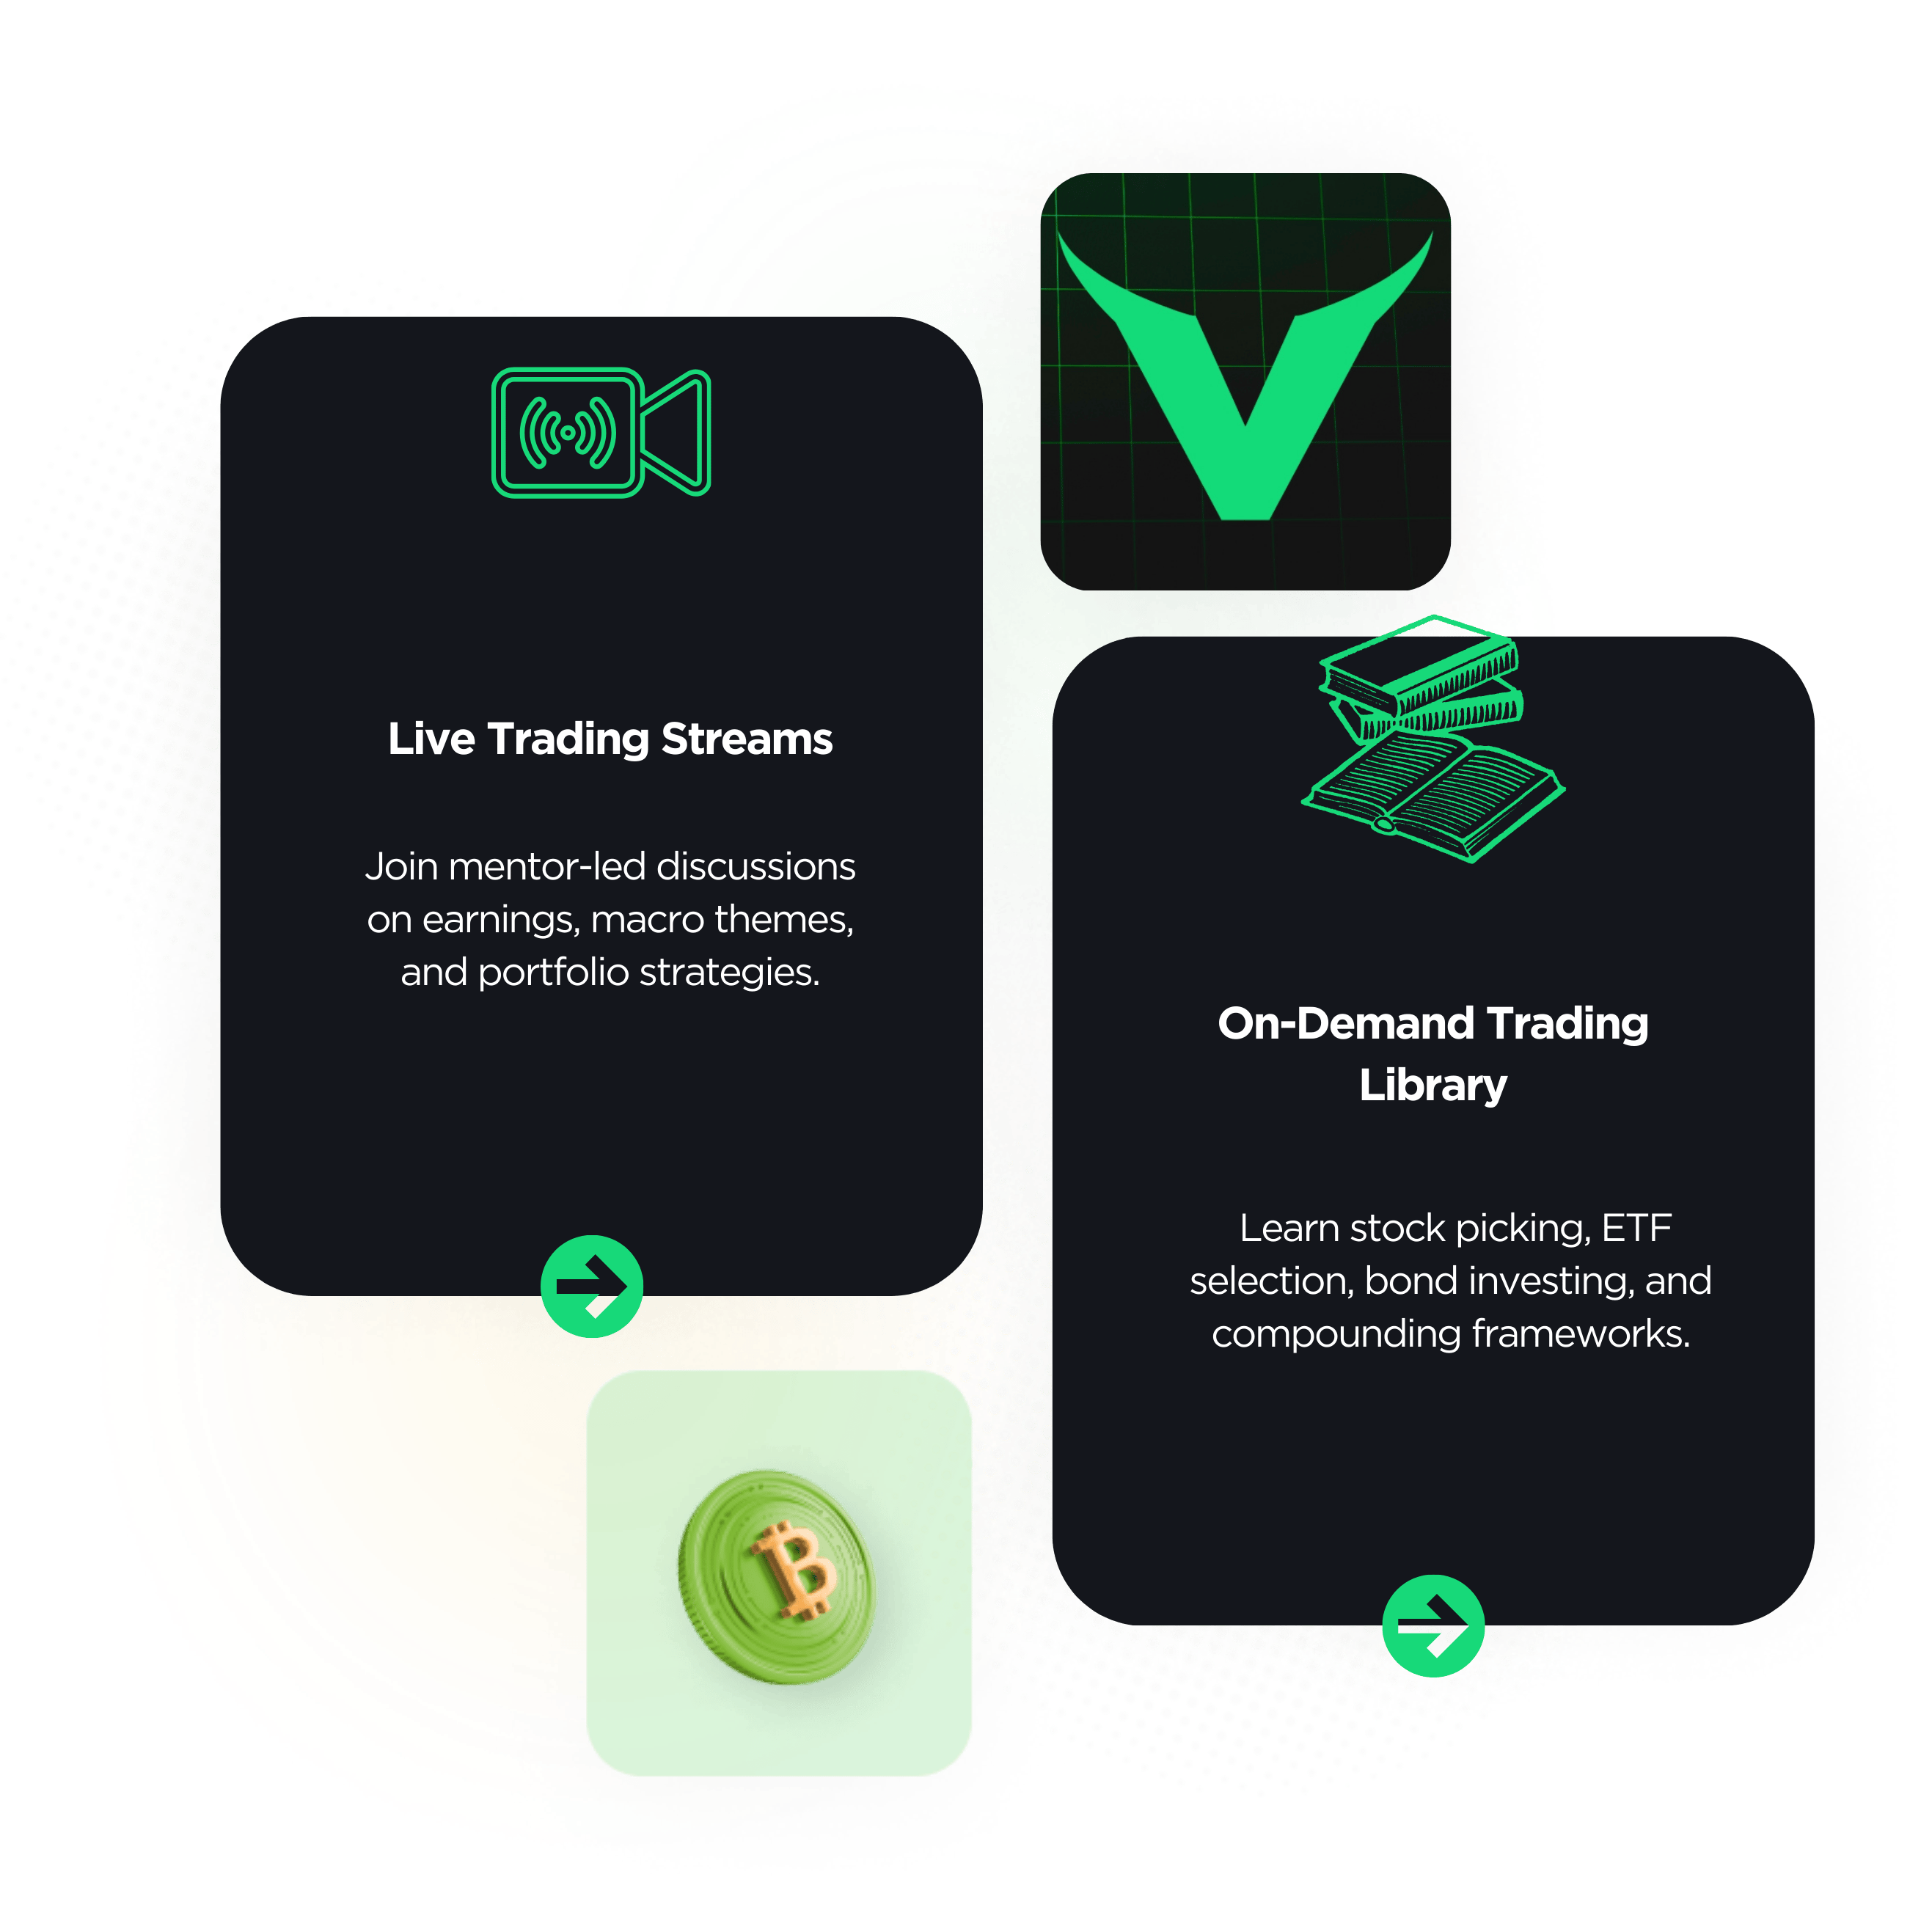 Live Trading Streams
Join mentor-led discussions
on earnings, macro themes,
and portfolio strategies.
On-Demand Trading
Library
Learn stock picking, ETF
selection, bond investing, and
compounding frameworks.